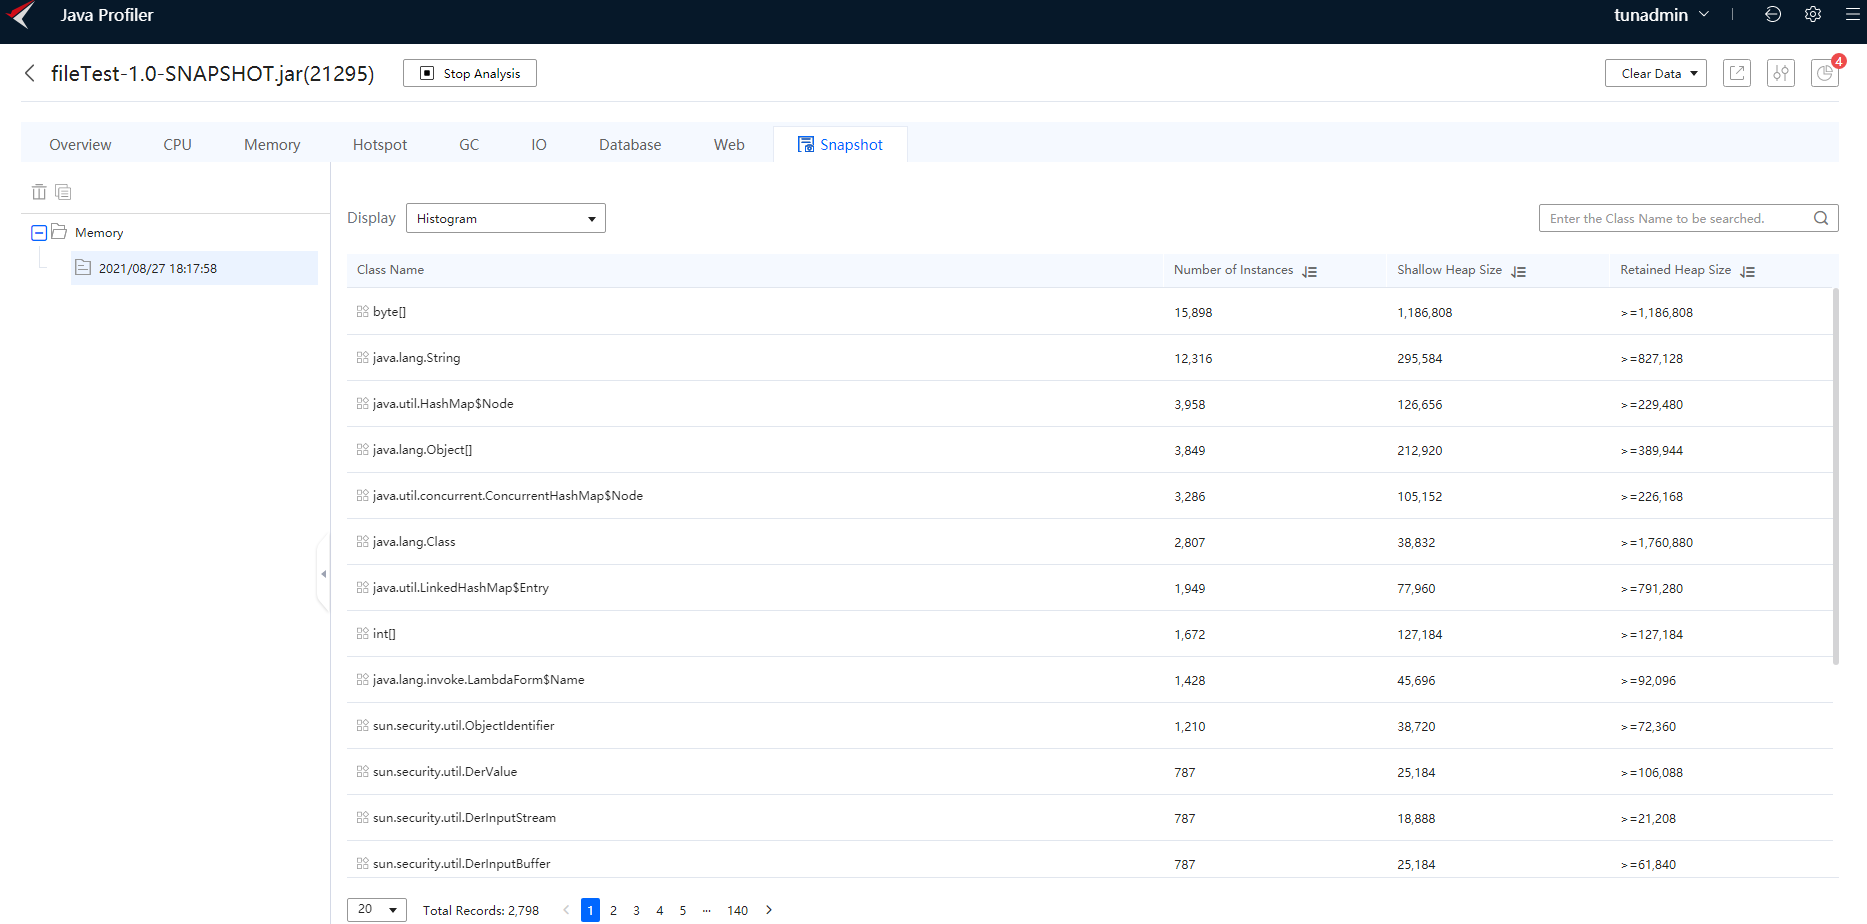 Java Profiler
tunadmin
fileTest-1.0-SNAPSHOT.jar(21295)
Stop Analysis
Clear Data
4
Overview CPU Memory Hotspot GC IO Database Web Snapshot
Memory
2021/08/27 18:17:58
Display Histogram
Enter the Class Name to be searched.
Class Name Number of Instances Shallow Heap Size Retained Heap Size
byte[] 15,898 1,186,808 >=1,186,808
java.lang.String 12,316 295,584 >=827,128
java.util.HashMap$Node 3,958 126,656 >=229,480
java.lang.Object[] 3,849 212,920 >=389,944
java.util.concurrent.ConcurrentHashMap$Node 3,286 105,152 >=226,168
java.lang.Class 2,807 38,832 >=1,760,880
java.util.LinkedHashMap$Entry 1,949 77,960 >=791,280
int[] 1,672 127,184 >=127,184
java.lang.invoke.LambdaForm$Name 1,428 45,696 >=92,096
sun.security.util.ObjectIdentifier 1,210 38,720 >=72,360
sun.security.util.DerValue 787 25,184 >=106,088
sun.security.util.DerInputStream 787 18,888 >=21,208
sun.security.util.DerInputBuffer 787 25,184 >=61,840
20 Total Records: 2,798 < 1 2 3 4 5 ... 140 >